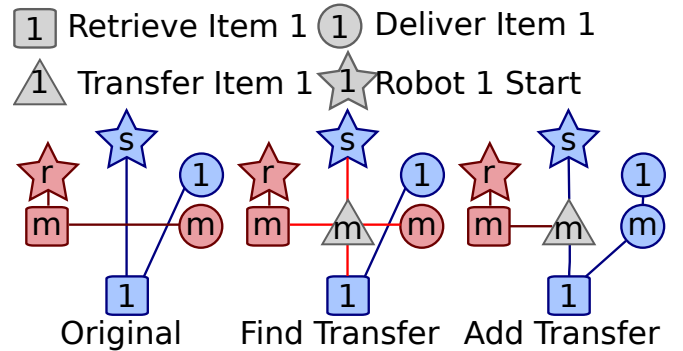 1 Retrieve Item 1 1 Deliver Item 1
1 Transfer Item 1 1 Robot 1 Start
s s s
r 1 r 1 r 1
m m m m m m m m
1 1 1
Original Find Transfer Add Transfer